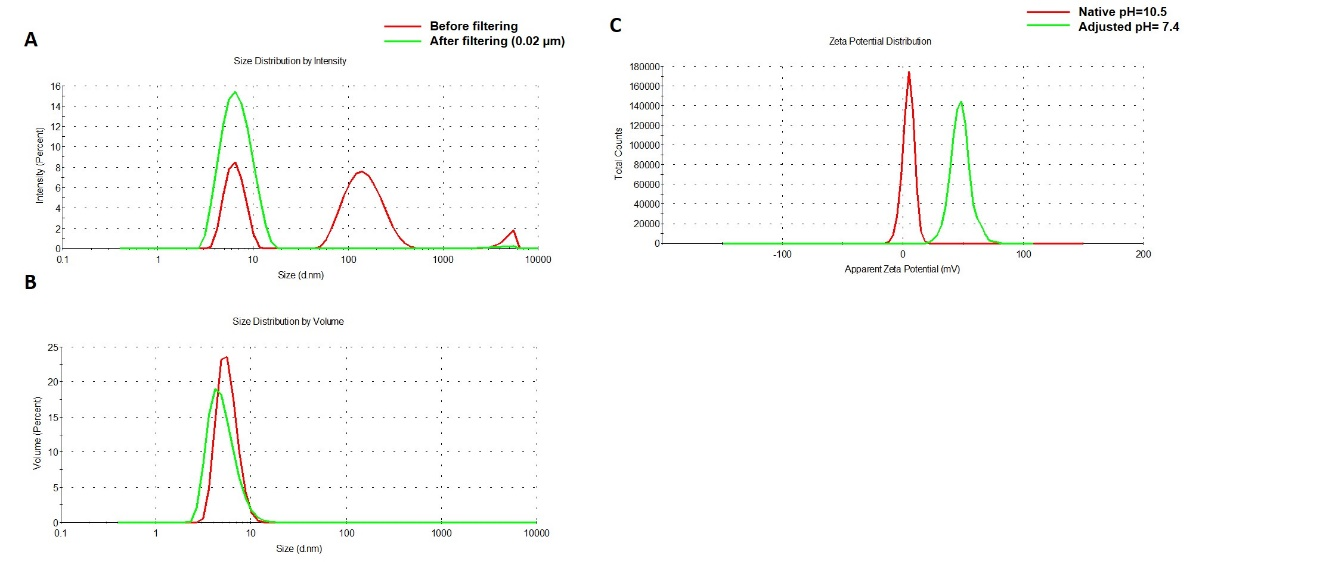 A
Before filtering
After filtering (0.02 µm)
Size Distribution by Intensity
Intensity (Percent)
16
14
12
10
8
6
4
2
0
0.1 1 10 100 1000 10000
Size (d.nm)
B
Size Distribution by Volume
Volume (Percent)
25
20
15
10
5
0
0.1 1 10 100 1000 10000
Size (d.nm)
C
Native pH=10.5
Adjusted pH= 7.4
Zeta Potential Distribution
Total Counts
180000
160000
140000
120000
100000
80000
60000
40000
20000
0
-100 0 100 200
Apparent Zeta Potential (mV)